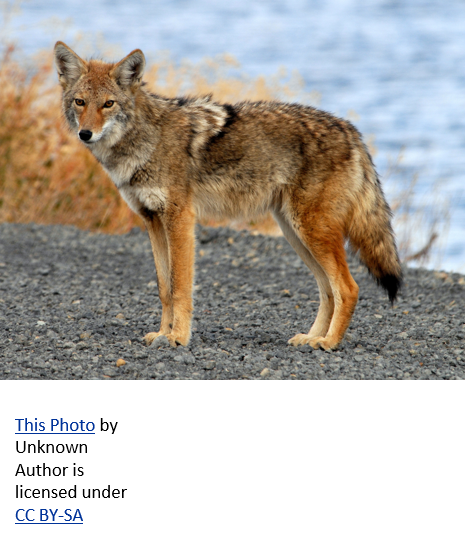 This Photo by
Unknown
Author is
licensed under
CC BY-SA